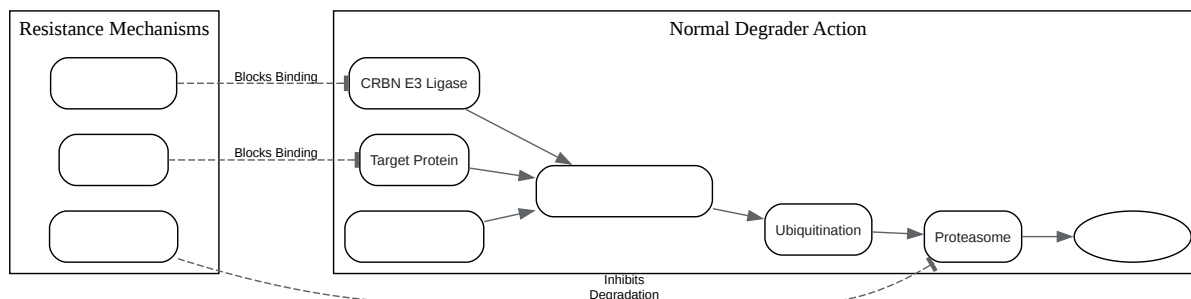 Resistance Mechanisms
Normal Degrader Action
Blocks Binding
CRBN E3 Ligase
Blocks Binding
Target Protein
Ubiquitination
Proteasome
Inhibits
Degradation